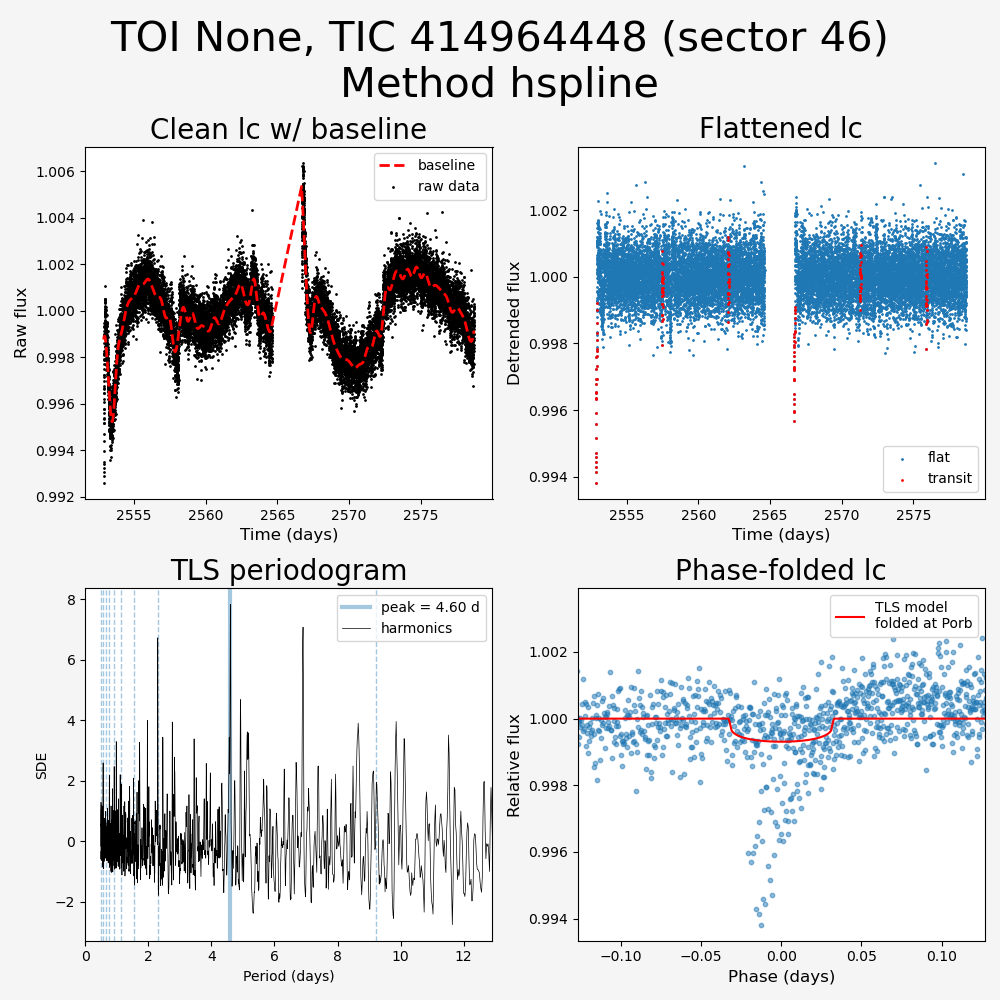 TOI None, TIC 414964448 (sector 46)
Method hspline
Clean lc w/ baseline
Flattened lc
baseline
raw data
Raw flux
1.006
1.004
1.002
1.000
0.998
0.996
0.994
0.992
2555
2560
2565
2570
2575
Time (days)
flat
transit
Detrended flux
1.002
1.000
0.998
0.996
0.994
2555
2560
2565
2570
2575
Time (days)
TLS periodogram
Phase-folded lc
peak = 4.60 d
harmonics
SDE
8
6
4
2
0
−2
0
2
4
6
8
10
12
Period (days)
TLS model
folded at Porb
Relative flux
1.002
1.000
0.998
0.996
0.994
−0.10
−0.05
0.00
0.05
0.10
Phase (days)